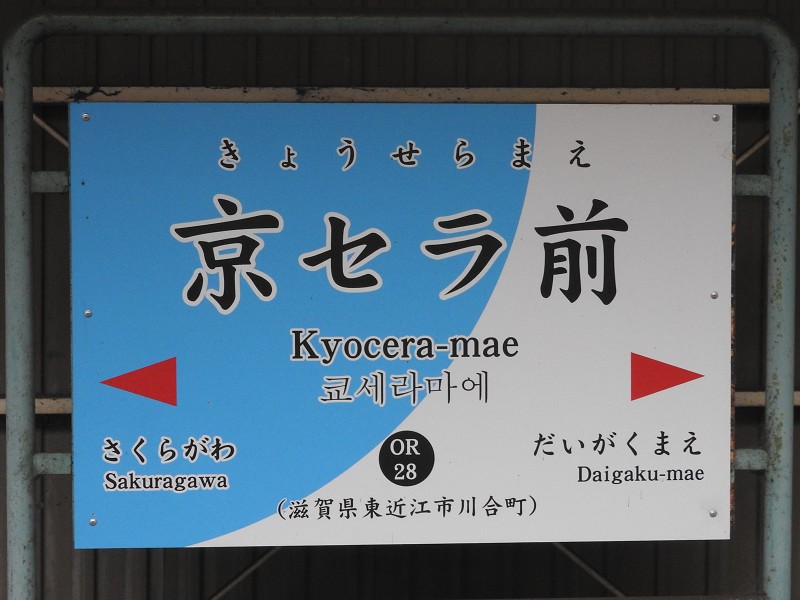 きょうせらまえ
京セラ前
Kyocera-mae
쿄세라마에
さくらがわ
Sakuragawa
OR
28
だいがくまえ
Daigaku-mae
(滋賀県東近江市川合町)